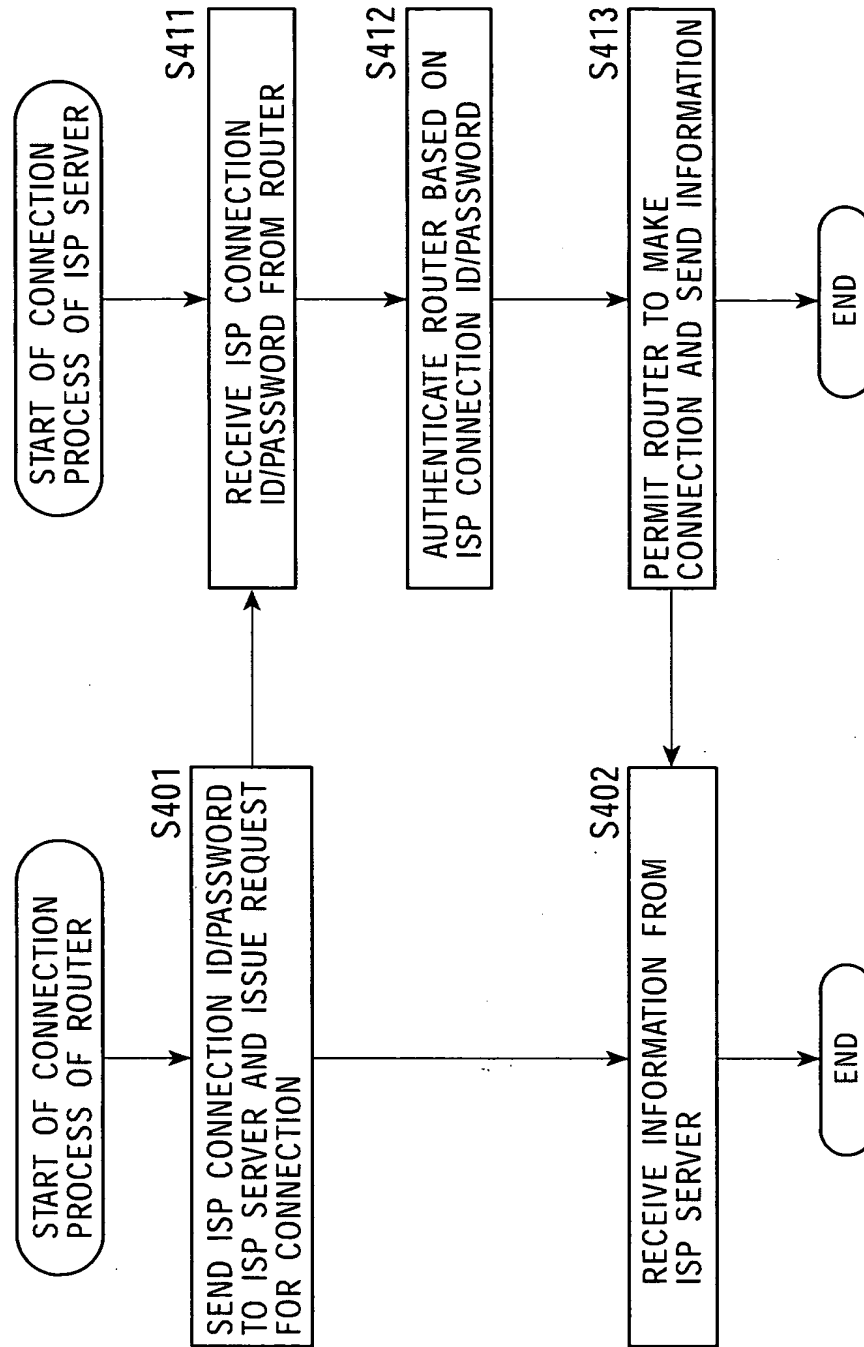 START OF CONNECTION
PROCESS OF ROUTER
S401
SEND ISP CONNECTION ID/PASSWORD
TO ISP SERVER AND ISSUE REQUEST
FOR CONNECTION
S402
RECEIVE INFORMATION FROM
ISP SERVER
END
START OF CONNECTION
PROCESS OF ISP SERVER
S411
RECEIVE ISP CONNECTION
ID/PASSWORD FROM ROUTER
S412
AUTHENTICATE ROUTER BASED ON
ISP CONNECTION ID/PASSWORD
S413
PERMIT ROUTER TO MAKE
CONNECTION AND SEND INFORMATION
END